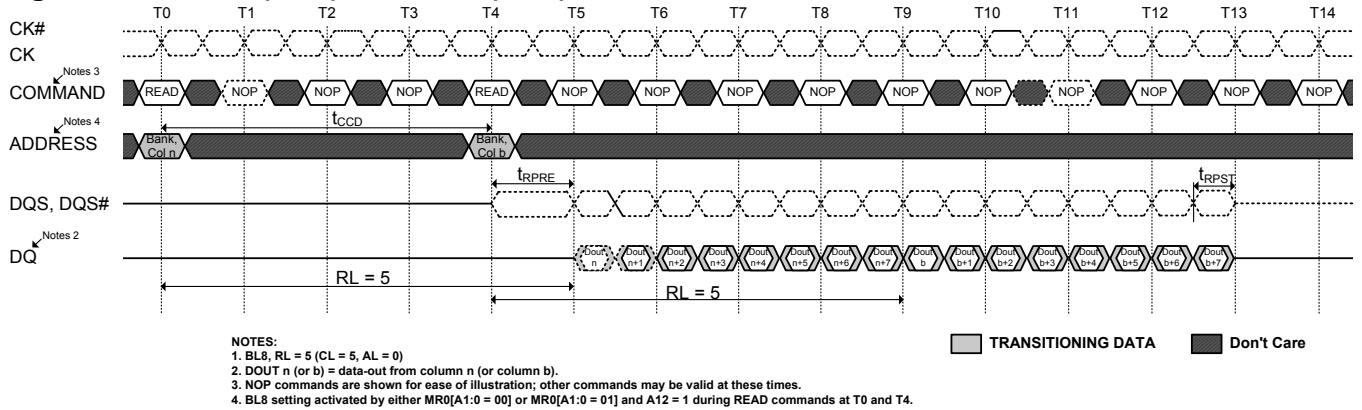 T0 T1 T2 T3 T4 T5 T6 T7 T8 T9 T10 T11 T12 T13 T14
CK#
CK
Notes 3
COMMAND READ NOP NOP NOP READ NOP NOP NOP NOP NOP NOP NOP NOP NOP NOP
tCCD
Notes 4
ADDRESS Bank, Col n Bank, Col b
tRPRE tRPST
DQS, DQS#
Notes 2
DQ Dout n Dout n+1 Dout n+2 Dout n+3 Dout n+4 Dout n+5 Dout n+6 Dout n+7 Dout b Dout b+1 Dout b+2 Dout b+3 Dout b+4 Dout b+5 Dout b+6 Dout b+7
RL = 5 RL = 5
TRANSITIONING DATA Don't Care
NOTES:
1. BL8, RL = 5 (CL = 5, AL = 0)
2. DOUT n (or b) = data-out from column n (or column b).
3. NOP commands are shown for ease of illustration; other commands may be valid at these times.
4. BL8 setting activated by either MR0[A1:0 = 00] or MR0[A1:0 = 01] and A12 = 1 during READ commands at T0 and T4.